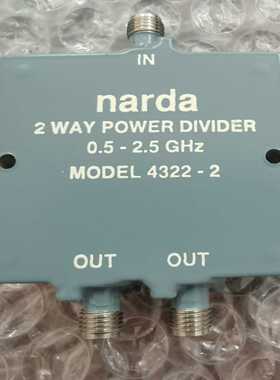 IN
narda
2 WAY POWER DIVIDER
0.5 - 2.5 GHz
MODEL 4322 - 2
OUT OUT